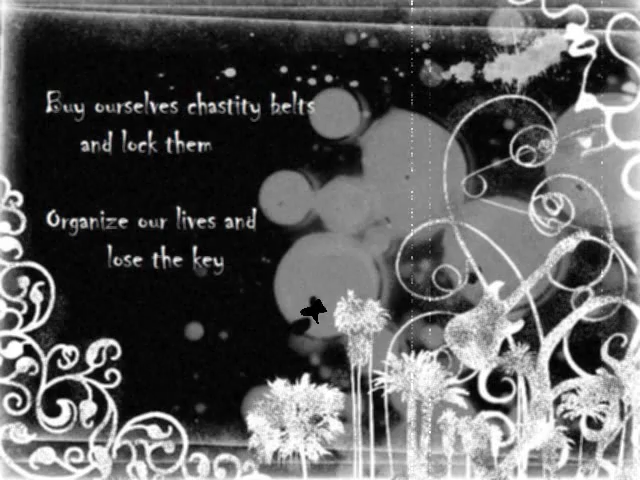 Buy ourselves chastity belts
and lock them
Organize our lives and
lose the key